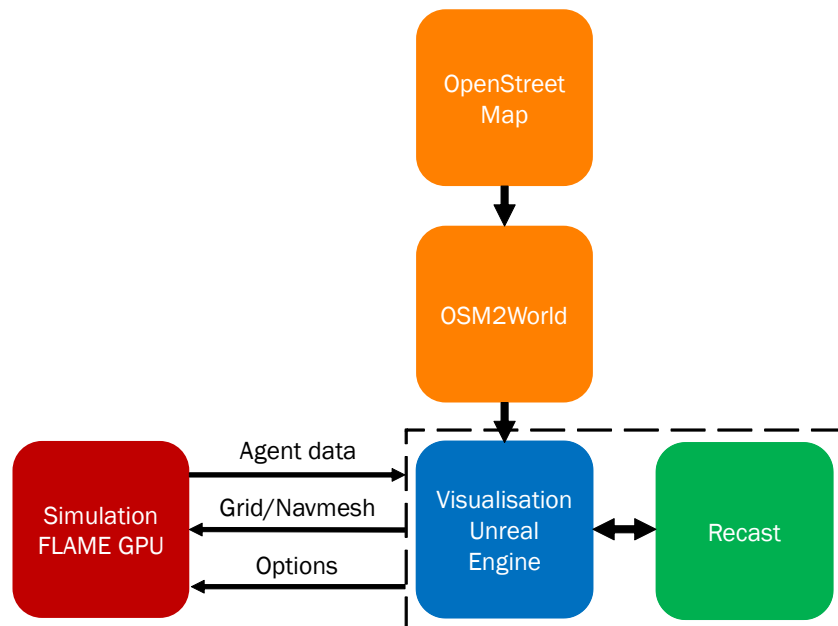 OpenStreet
Map
OSM2World
Agent data
Grid/Navmesh
Options
Simulation
FLAME GPU
Visualisation
Unreal
Engine
Recast